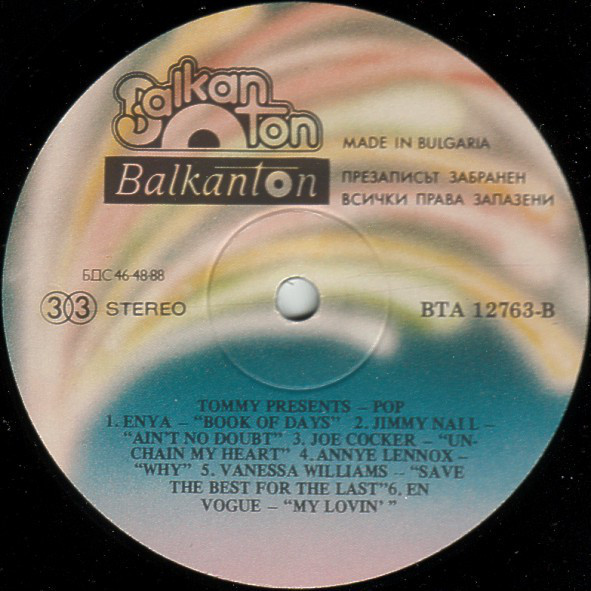 Balkan
ton
Balkanton
MADE IN BULGARIA
ПРЕЗАПИСЪТ ЗАБРАНЕН
ВСИЧКИ ПРАВА ЗАПАЗЕНИ
БДС 46-48-88
33 STEREO
BTA 12763-B
TOMMY PRESENTS – POP
1. ENYA – “BOOK OF DAYS” 2. JIMMY NAI L –
“AIN'T NO DOUBT” 3. JOE COCKER – “UN-
CHAIN MY HEART” 4. ANNYE LENNOX –
“WHY” 5. VANESSA WILLIAMS – “SAVE
THE BEST FOR THE LAST”6. EN
VOGUE – “MY LOVIN' ”